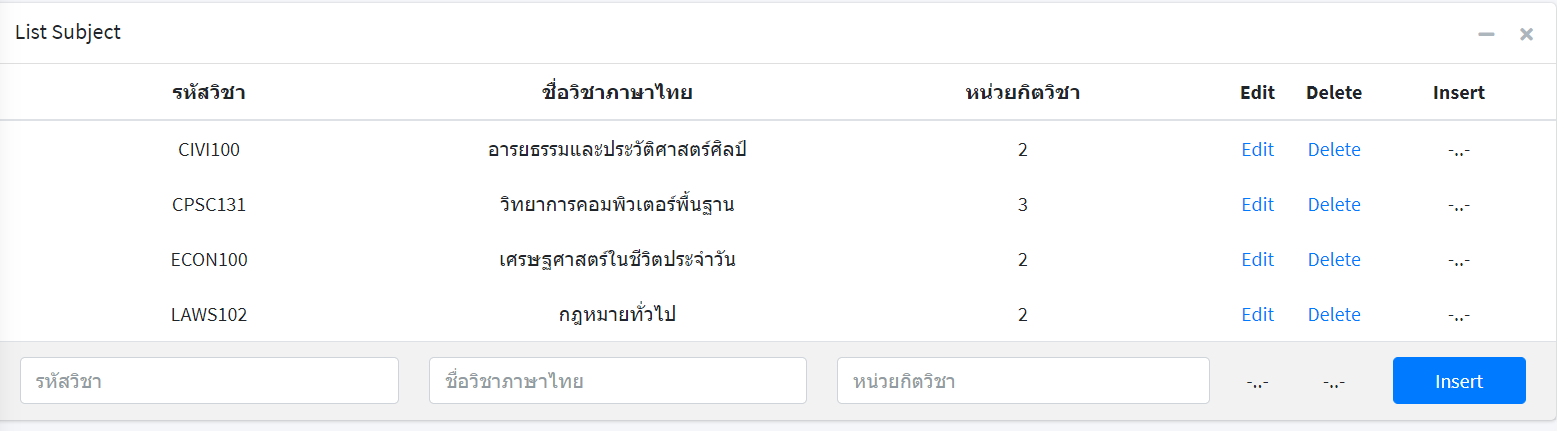 List Subject
รหัสวิชา ชื่อวิชาภาษาไทย หน่วยกิตวิชา Edit Delete Insert
CIVI100 อารยธรรมและประวัติศาสตร์ศิลป์ 2 Edit Delete -..-
CPSC131 วิทยาการคอมพิวเตอร์พื้นฐาน 3 Edit Delete -..-
ECON100 เศรษฐศาสตร์ในชีวิตประจำวัน 2 Edit Delete -..-
LAWS102 กฎหมายทั่วไป 2 Edit Delete -..-
รหัสวิชา ชื่อวิชาภาษาไทย หน่วยกิตวิชา -..- -..- Insert